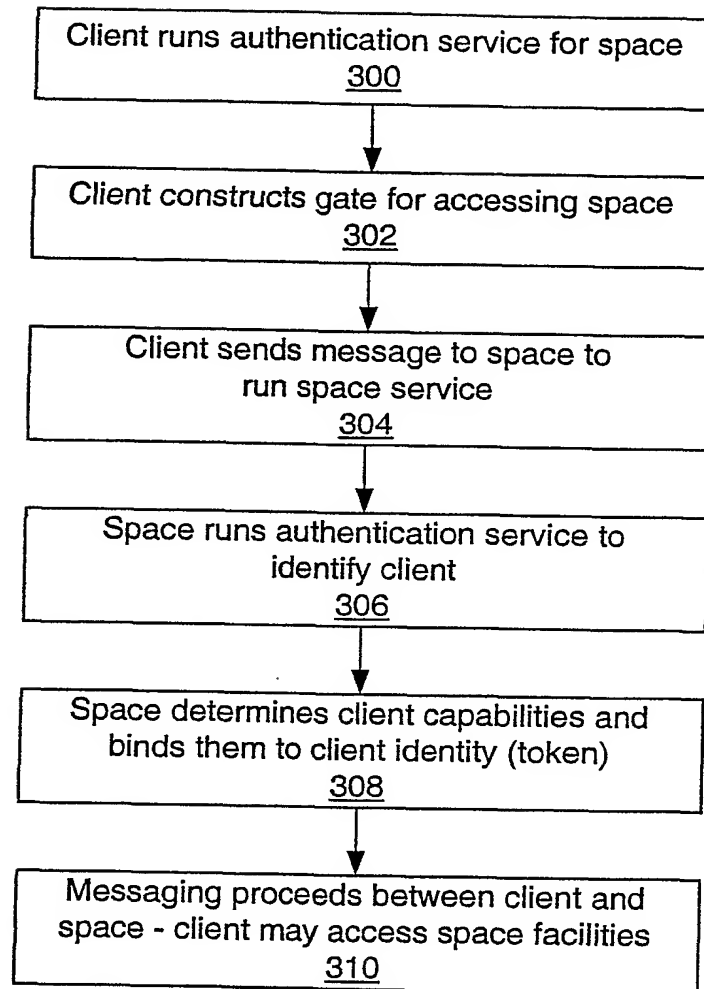 Client runs authentication service for space
300
Client constructs gate for accessing space
302
Client sends message to space to
run space service
304
Space runs authentication service to
identify client
306
Space determines client capabilities and
binds them to client identity (token)
308
Messaging proceeds between client and
space - client may access space facilities
310